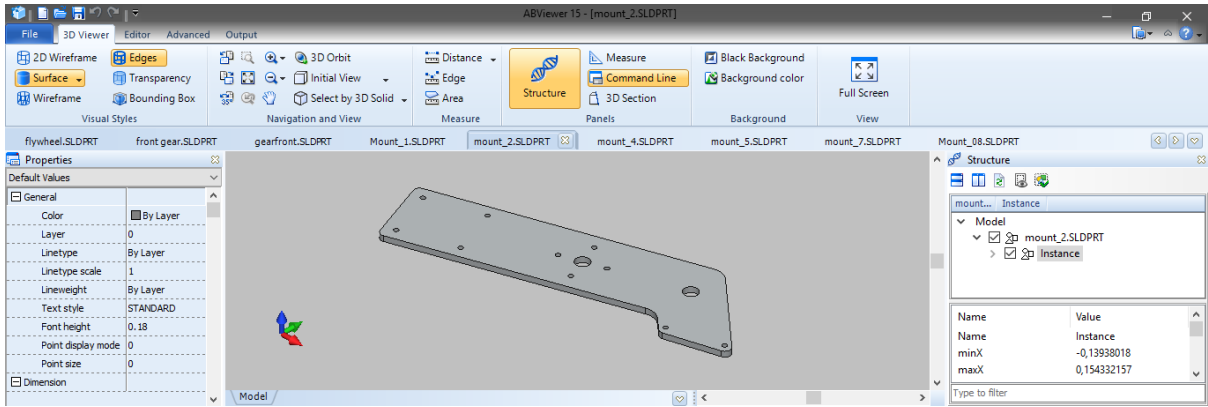 ABViewer 15 - [mount_2.SLDPRT]
File 3D Viewer Editor Advanced Output
2D Wireframe Edges 3D Orbit Distance Measure Black Background
Surface Transparency Initial View Edge Structure Command Line Background color Full Screen
Wireframe Bounding Box Select by 3D Solid Area 3D Section
Visual Styles Navigation and View Measure Panels Background View
flywheel.SLDPRT front gear.SLDPRT gearfront.SLDPRT Mount_1.SLDPRT mount_2.SLDPRT mount_4.SLDPRT mount_5.SLDPRT mount_7.SLDPRT Mount_08.SLDPRT
Properties
Default Values
General
Color By Layer
Layer 0
Linetype By Layer
Linetype scale 1
Lineweight By Layer
Text style STANDARD
Font height 0.18
Point display mode 0
Point size 0
Dimension
Model
Structure
mount... Instance
Model
mount_2.SLDPRT
Instance
Name Value
Name Instance
minX -0,13938018
maxX 0,154332157
Type to filter